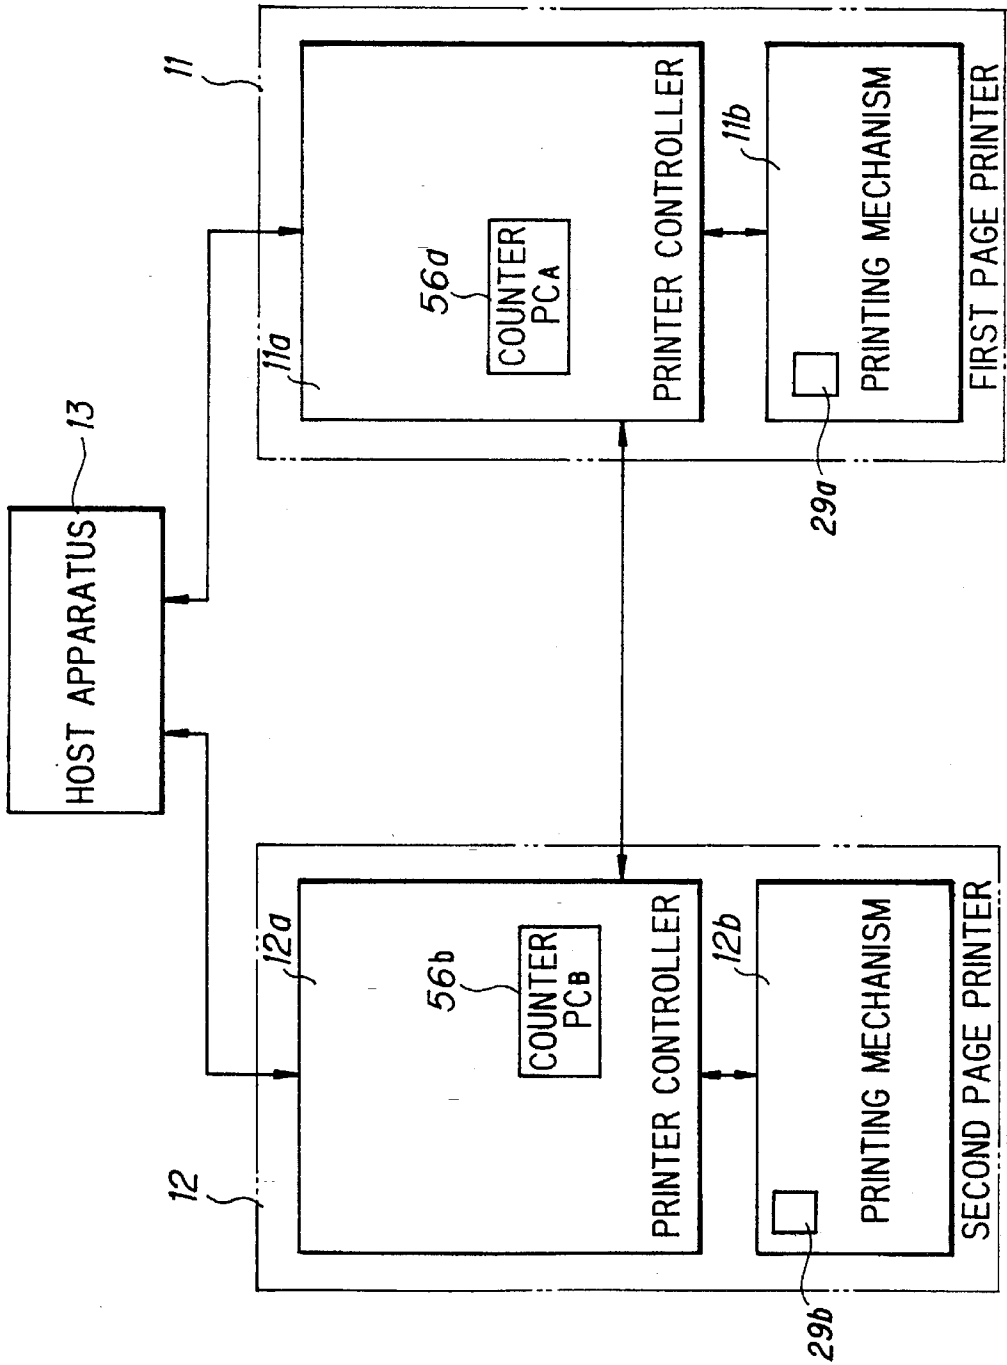 HOST APPARATUS
13
12
12a
56b
COUNTER
PCB
PRINTER CONTROLLER
12b
29b
PRINTING MECHANISM
SECOND PAGE PRINTER
11
11a
56a
COUNTER
PCA
PRINTER CONTROLLER
11b
29a
PRINTING MECHANISM
FIRST PAGE PRINTER